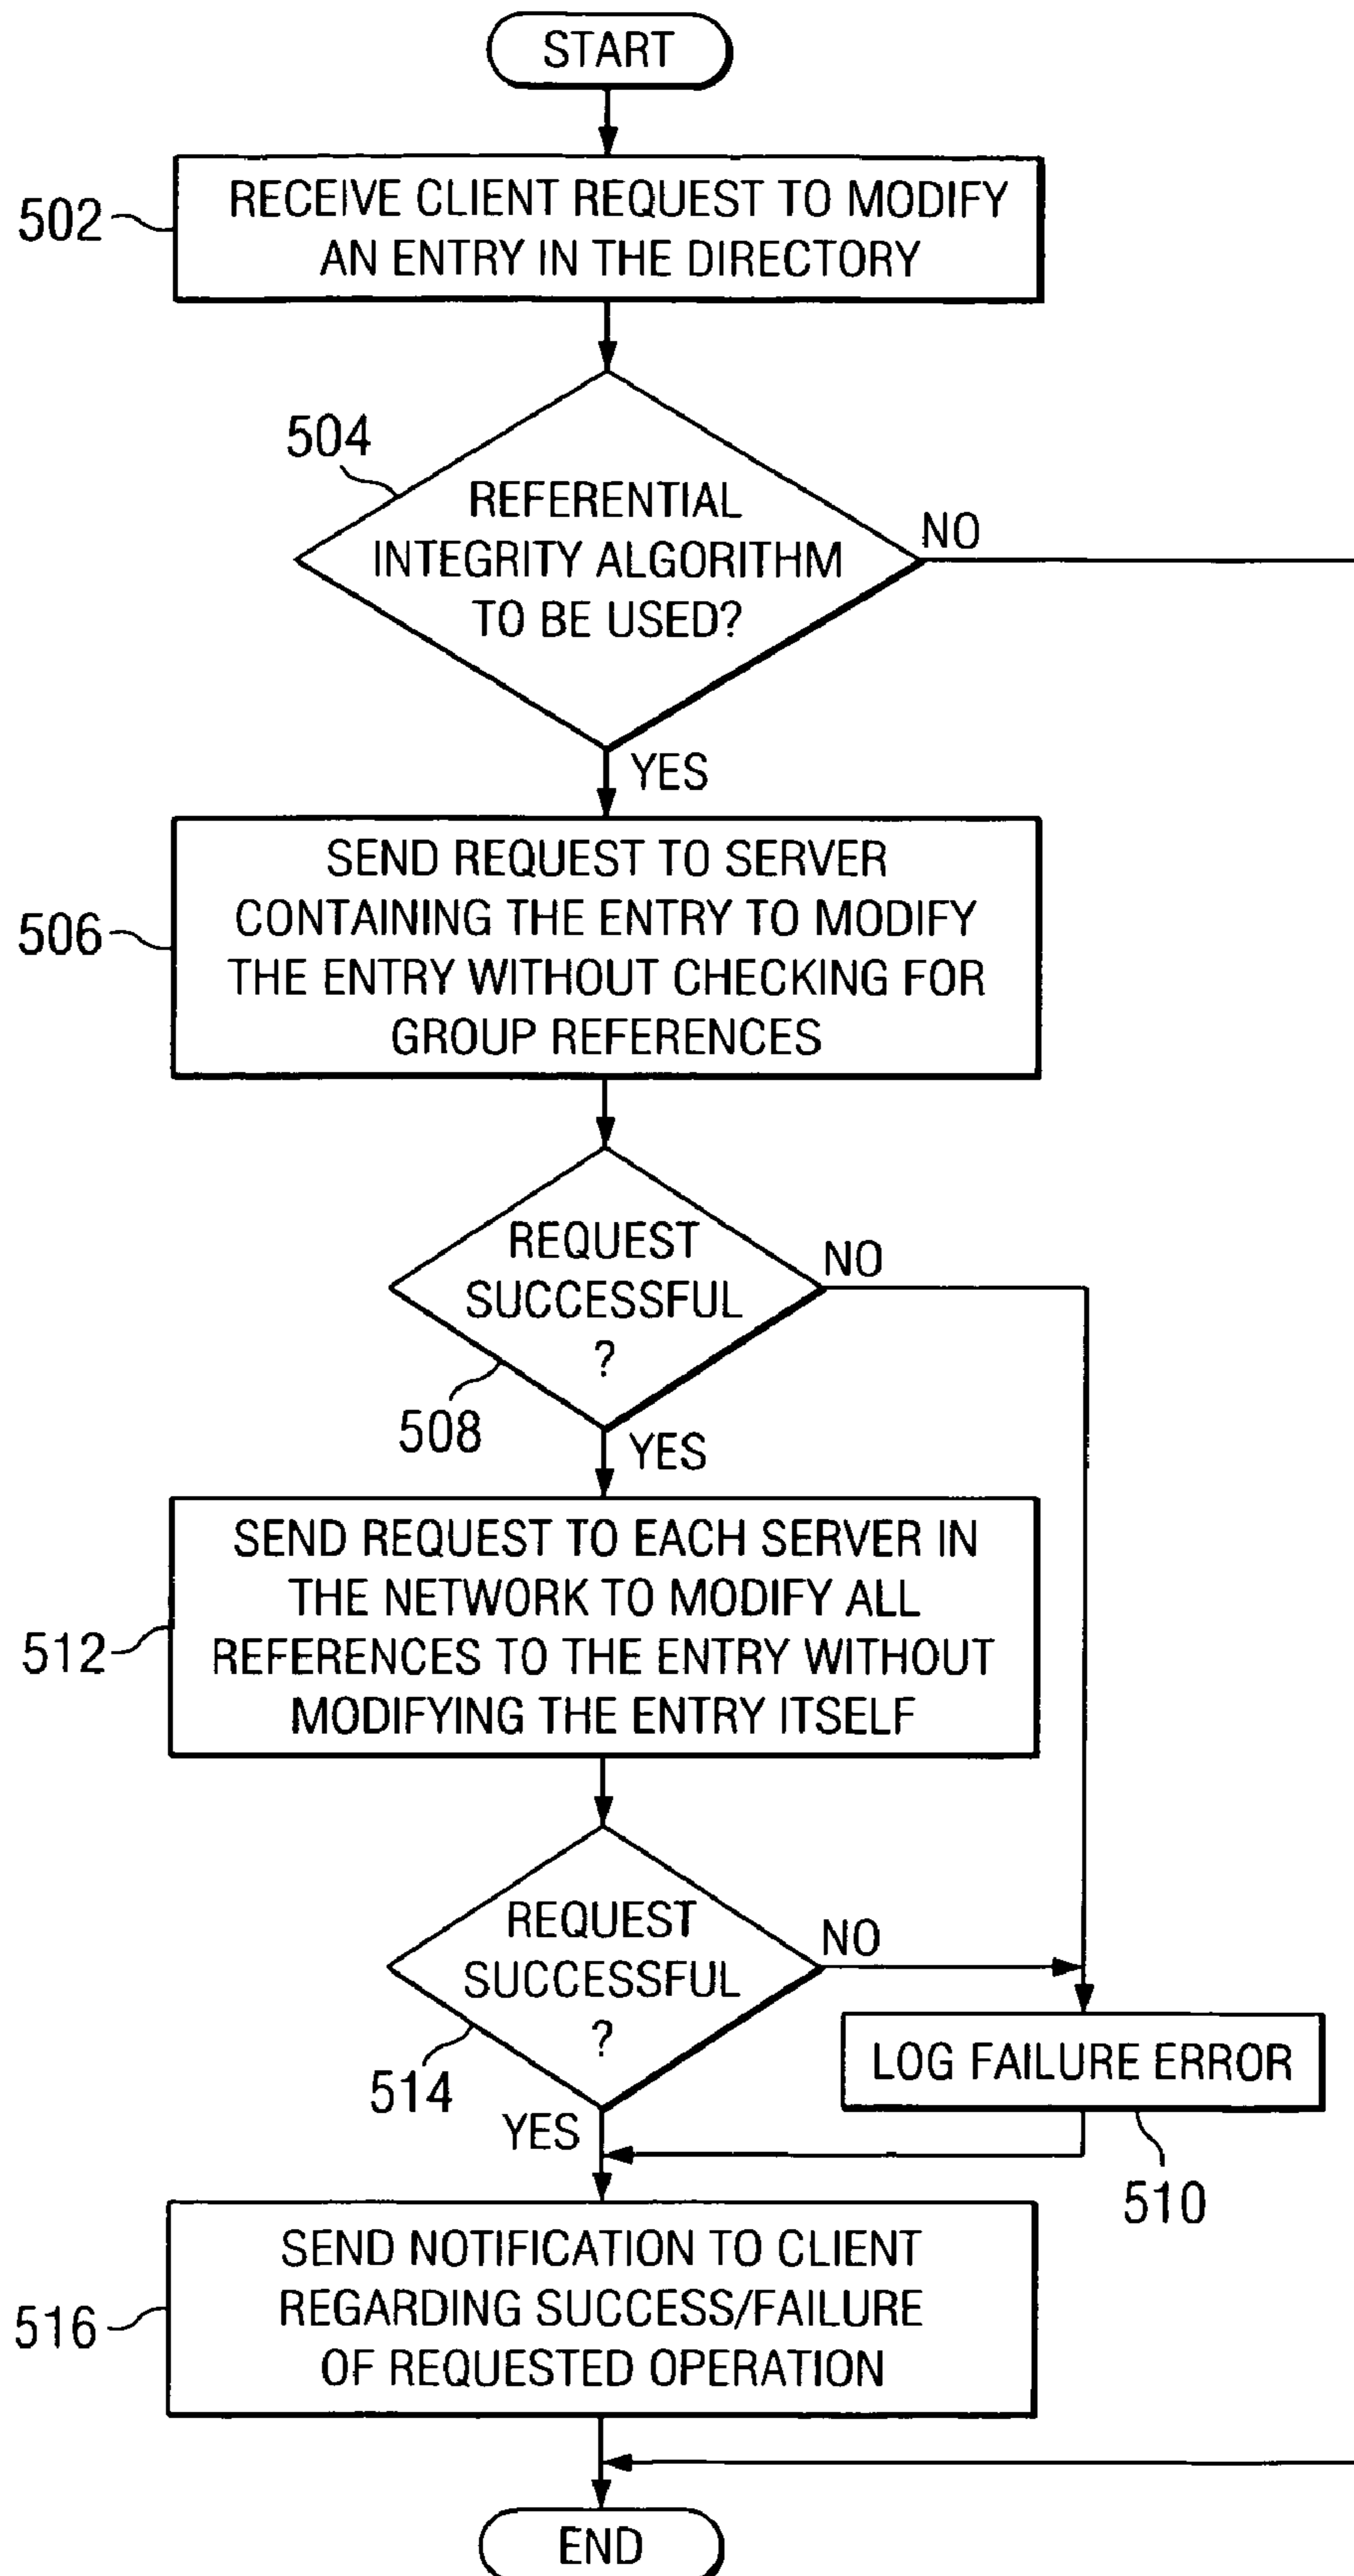 START
502
RECEIVE CLIENT REQUEST TO MODIFY
AN ENTRY IN THE DIRECTORY
504
REFERENTIAL
INTEGRITY ALGORITHM
TO BE USED?
NO
YES
506
SEND REQUEST TO SERVER
CONTAINING THE ENTRY TO MODIFY
THE ENTRY WITHOUT CHECKING FOR
GROUP REFERENCES
REQUEST
SUCCESSFUL
?
NO
508
YES
512
SEND REQUEST TO EACH SERVER IN
THE NETWORK TO MODIFY ALL
REFERENCES TO THE ENTRY WITHOUT
MODIFYING THE ENTRY ITSELF
REQUEST
SUCCESSFUL
?
NO
514
YES
LOG FAILURE ERROR
510
516
SEND NOTIFICATION TO CLIENT
REGARDING SUCCESS/FAILURE
OF REQUESTED OPERATION
END